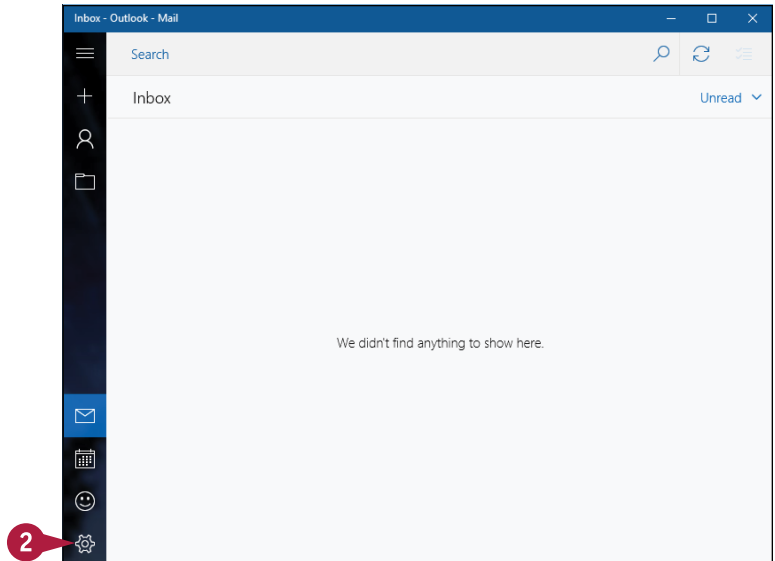 Inbox - Outlook - Mail
Search
Inbox Unread
We didn't find anything to show here.
2